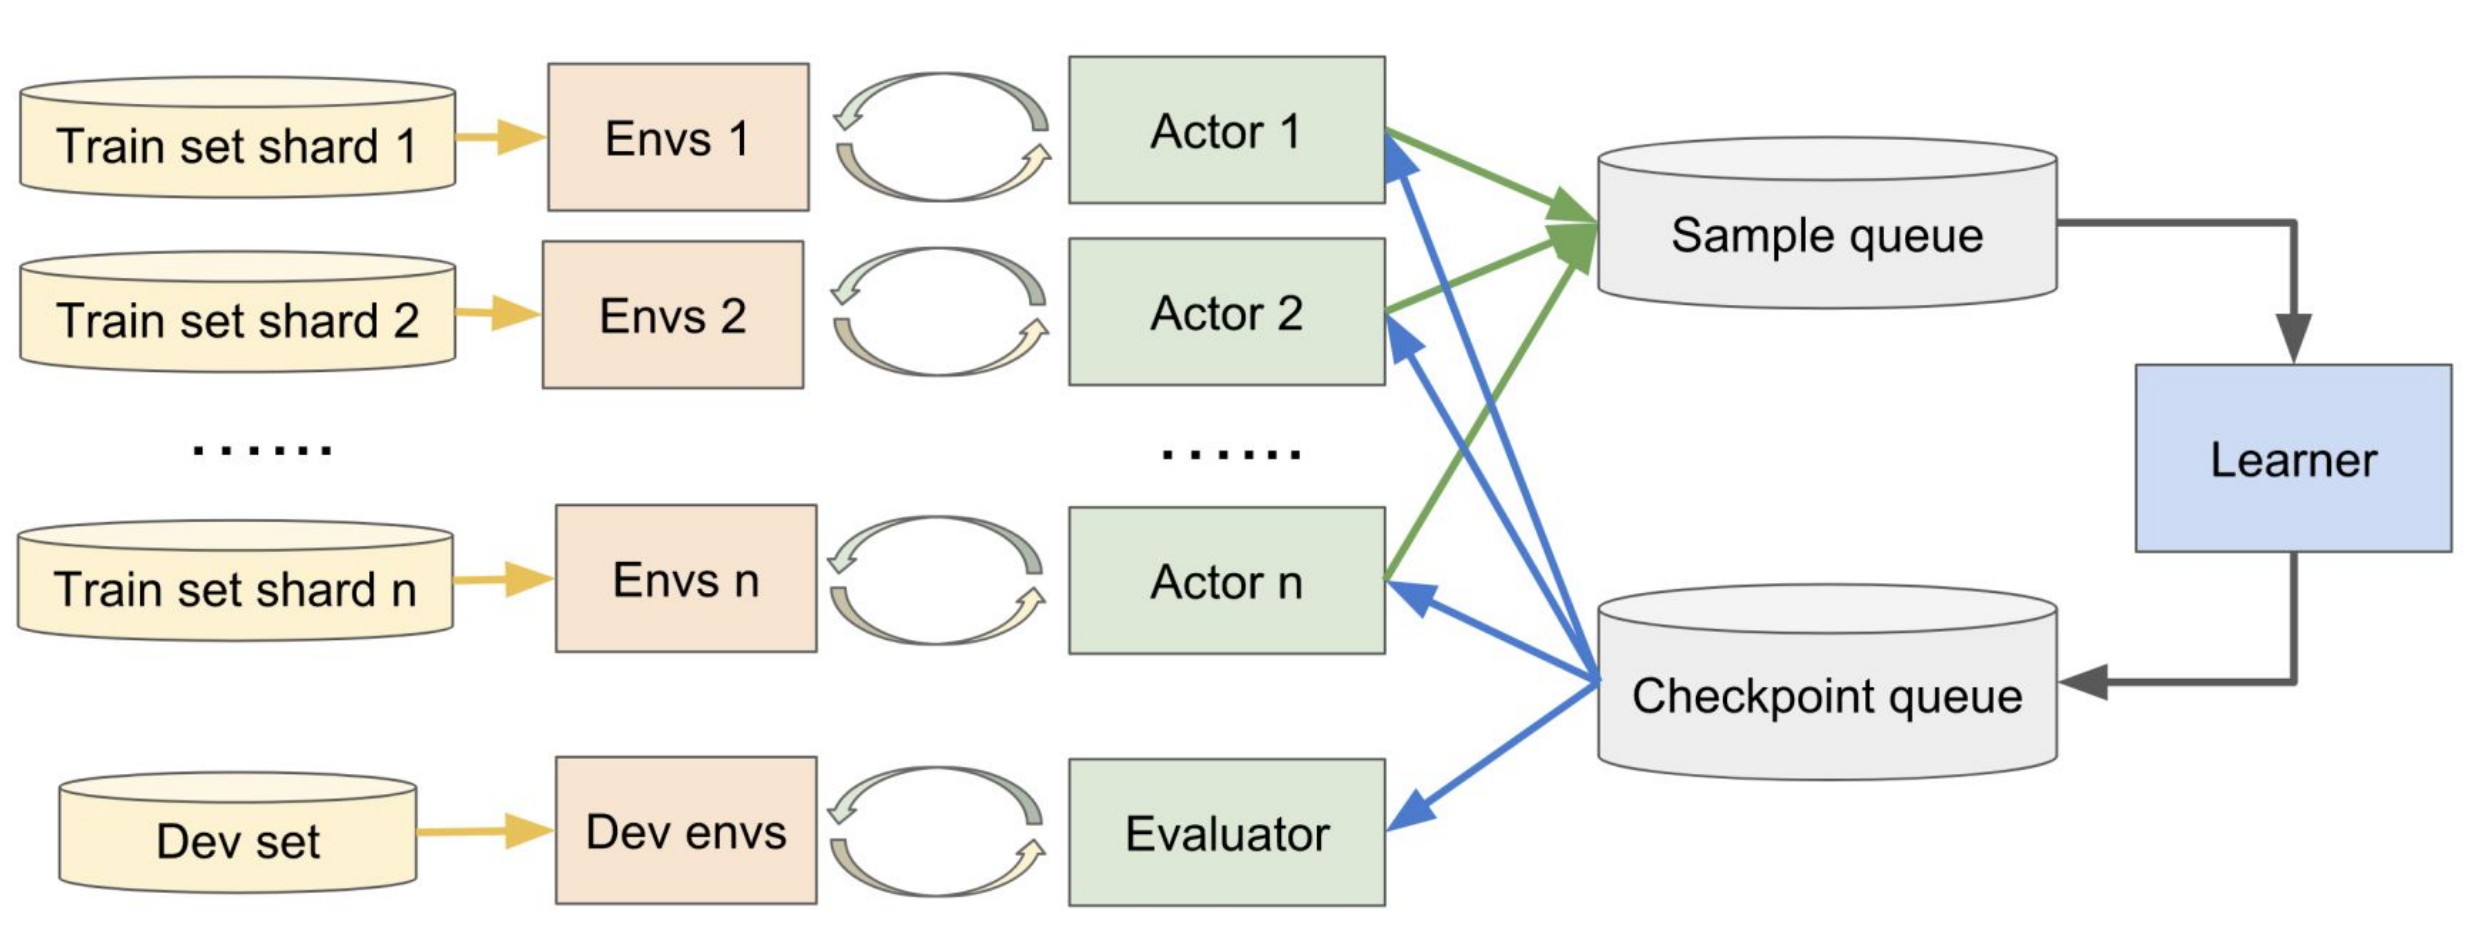 Train set shard 1
Envs 1
Actor 1
Sample queue
Train set shard 2
Envs 2
Actor 2
......
......
Learner
Train set shard n
Envs n
Actor n
Checkpoint queue
Dev set
Dev envs
Evaluator